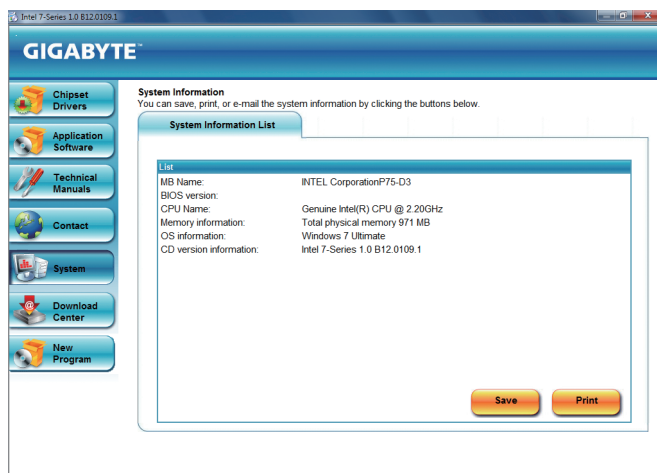 Intel 7-Series 1.0 B12.0109.1
GIGABYTE™
Chipset
Drivers
Application
Software
Technical
Manuals
Contact
System
Download
Center
New
Program
System Information
You can save, print, or e-mail the system information by clicking the buttons below.
System Information List
List
MB Name: INTEL CorporationP75-D3
BIOS version:
CPU Name: Genuine Intel(R) CPU @ 2.20GHz
Memory information: Total physical memory 971 MB
OS information: Windows 7 Ultimate
CD version information: Intel 7-Series 1.0 B12.0109.1
Save Print